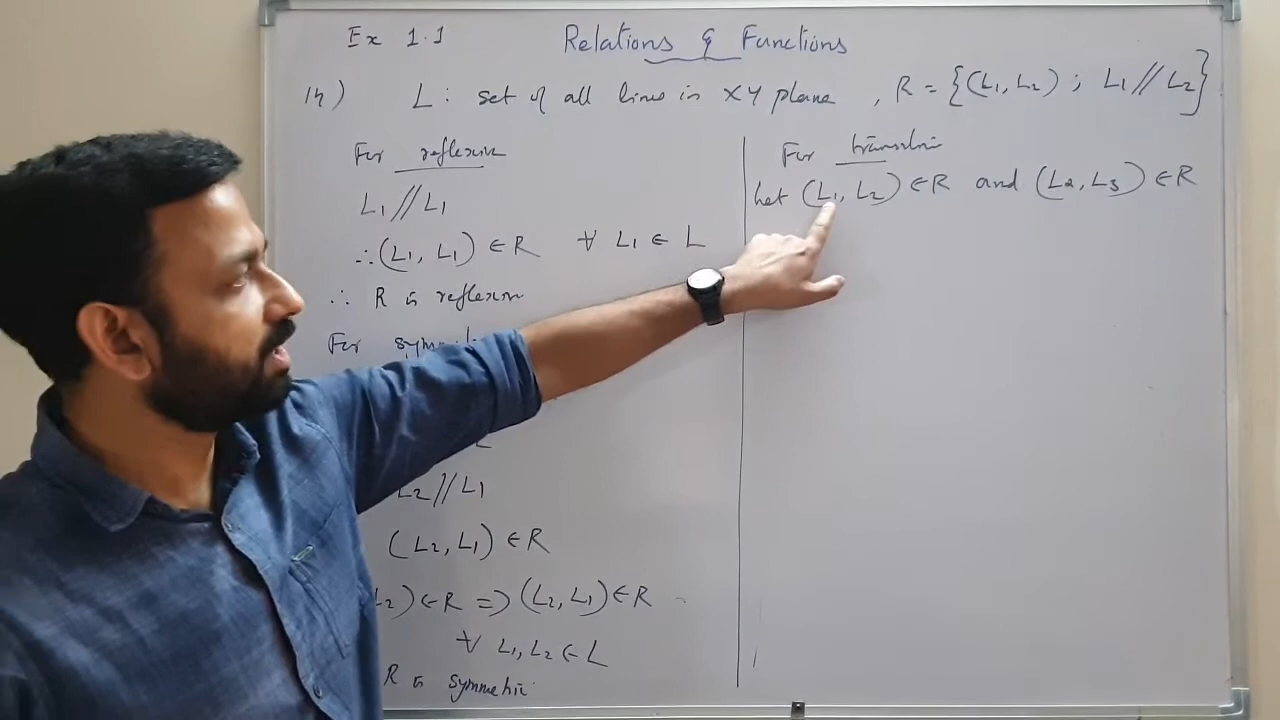 Ex 1.1
Relations & Functions
14) L : set of all lines in XY plane , R = {(L₁, L₂) ; L₁ // L₂}
For reflexive
L₁ // L₁
∴ (L₁, L₁) ∈ R ∀ L₁ ∈ L
∴ R is reflexive
For
L₂ // L₁
(L₂, L₁) ∈ R
L₂) ∈ R => (L₂, L₁) ∈ R
∀ L₁, L₂ ∈ L
R is symmetric
For transitive
Let (L₁, L₂) ∈ R and (L₂, L₃) ∈ R